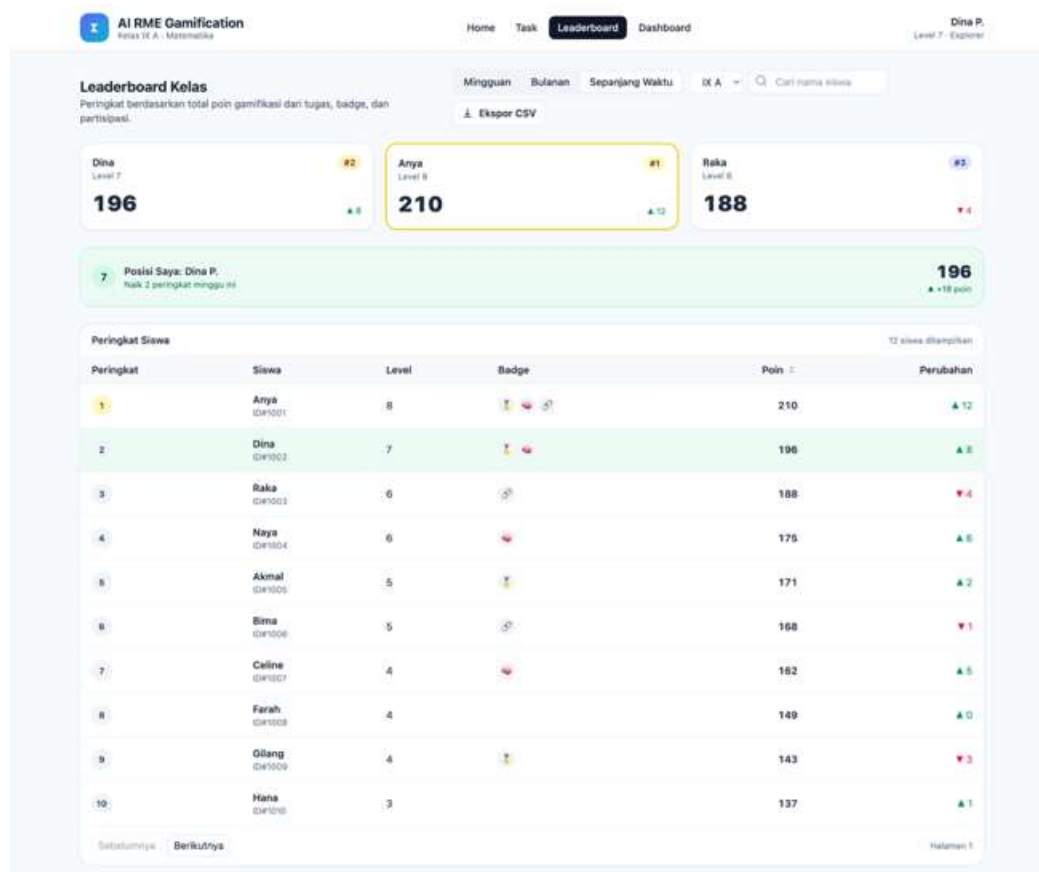 AI RME Gamification
Kelas IX A - Matematika
Home Task Leaderboard Dashboard
Dina P.
Level 7 - Explorer
Leaderboard Kelas
Peringkat berdasarkan total poin gamifikasi dari tugas, badge, dan
partisipasi.
Mingguan Bulanan Sepanjang Waktu IX A Cari nama siswa
Ekspor CSV
Dina #2
Level 7
196 ▲ 8
Anya #1
Level 8
210 ▲ 12
Raka #3
Level 6
188 ▼ 4
7 Posisi Saya: Dina P.
Naik 2 peringkat minggu ini
196
▲ +18 poin
Peringkat Siswa 12 siswa ditampilkan
Peringkat Siswa Level Badge Poin Perubahan
1 Anya 8 210 ▲ 12
ID#1001
2 Dina 7 196 ▲ 8
ID#1002
3 Raka 6 188 ▼ 4
ID#1003
4 Naya 6 175 ▲ 6
ID#1004
5 Akmal 5 171 ▲ 2
ID#1005
6 Bima 5 168 ▼ 1
ID#1006
7 Celine 4 162 ▲ 5
ID#1007
8 Farah 4 149 ▲ 0
ID#1008
9 Gilang 4 143 ▼ 3
ID#1009
10 Hana 3 137 ▲ 1
ID#1010
Sebelumnya Berikutnya Halaman 1